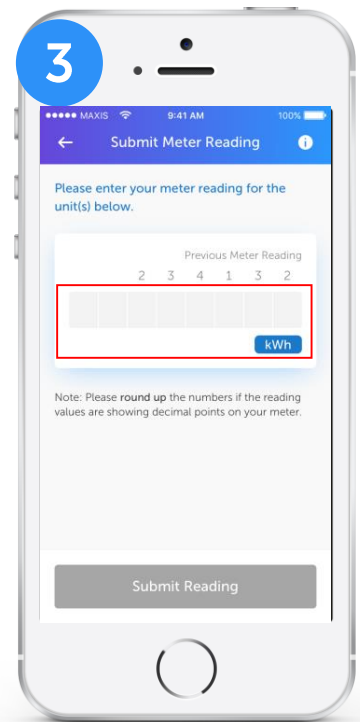 3
MAXIS 9:41 AM 100%
Submit Meter Reading i
Please enter your meter reading for the
unit(s) below.
Previous Meter Reading
2 3 4 1 3 2
kWh
Note: Please round up the numbers if the reading
values are showing decimal points on your meter.
Submit Reading